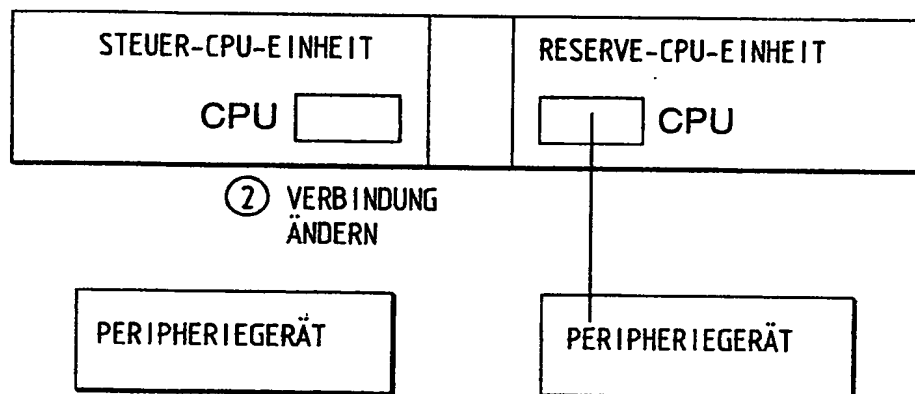 STEUER-CPU-EINHEIT
CPU
RESERVE-CPU-EINHEIT
CPU
2 VERBINDUNG
ÄNDERN
PERIPHERIEGERÄT
PERIPHERIEGERÄT